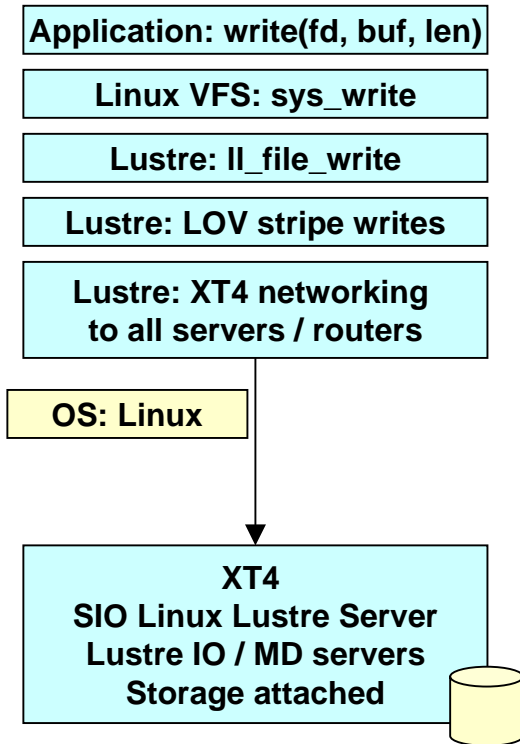 Application: write(fd, buf, len)
Linux VFS: sys_write
Lustre: ll_file_write
Lustre: LOV stripe writes
Lustre: XT4 networking
to all servers / routers
OS: Linux
XT4
SIO Linux Lustre Server
Lustre IO / MD servers
Storage attached